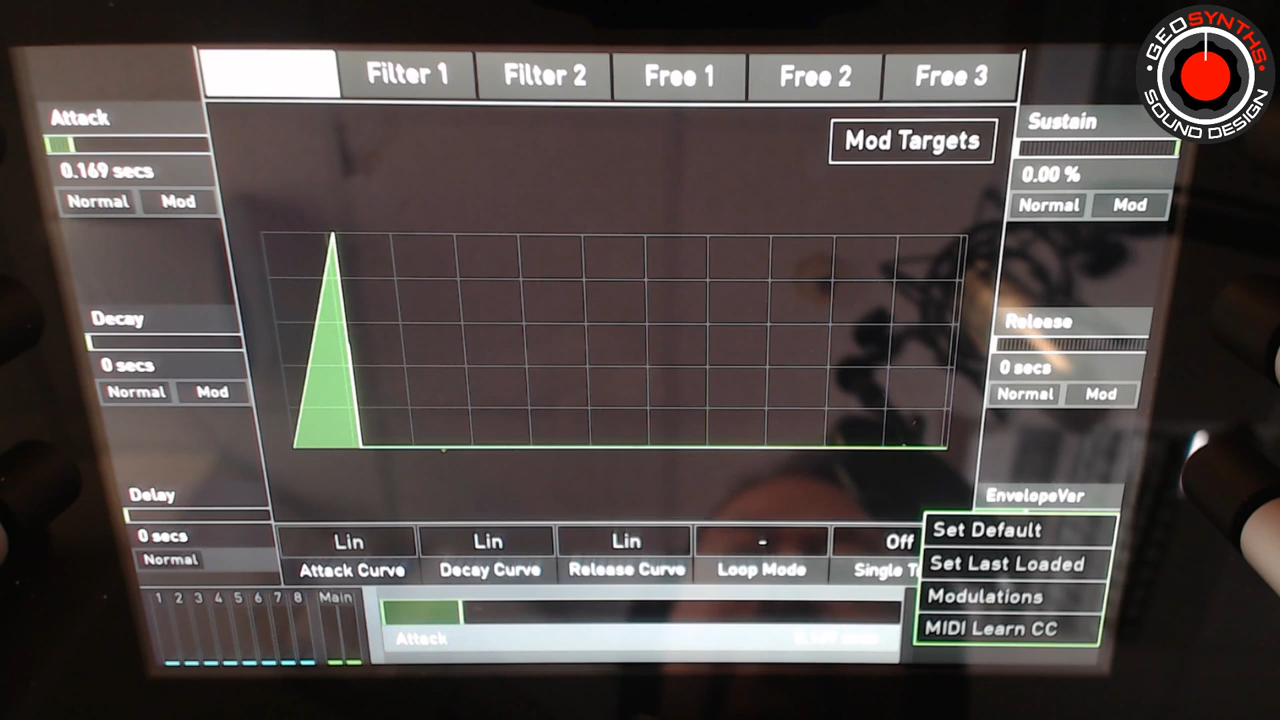 GEOSYNTHS
SOUND DESIGN
Filter 1
Filter 2
Free 1
Free 2
Free 3
Attack
0.169 secs
Normal
Mod
Mod Targets
Sustain
0.00 %
Normal
Mod
Decay
0 secs
Normal
Mod
Release
0 secs
Normal
Mod
Delay
0 secs
Normal
EnvelopeVar
Set Default
Set Last Loaded
Modulations
MIDI Learn CC
Lin
Lin
Lin
-
Off
Attack Curve
Decay Curve
Release Curve
Loop Mode
Single
1 2 3 4 5 6 7 8 Main
Attack